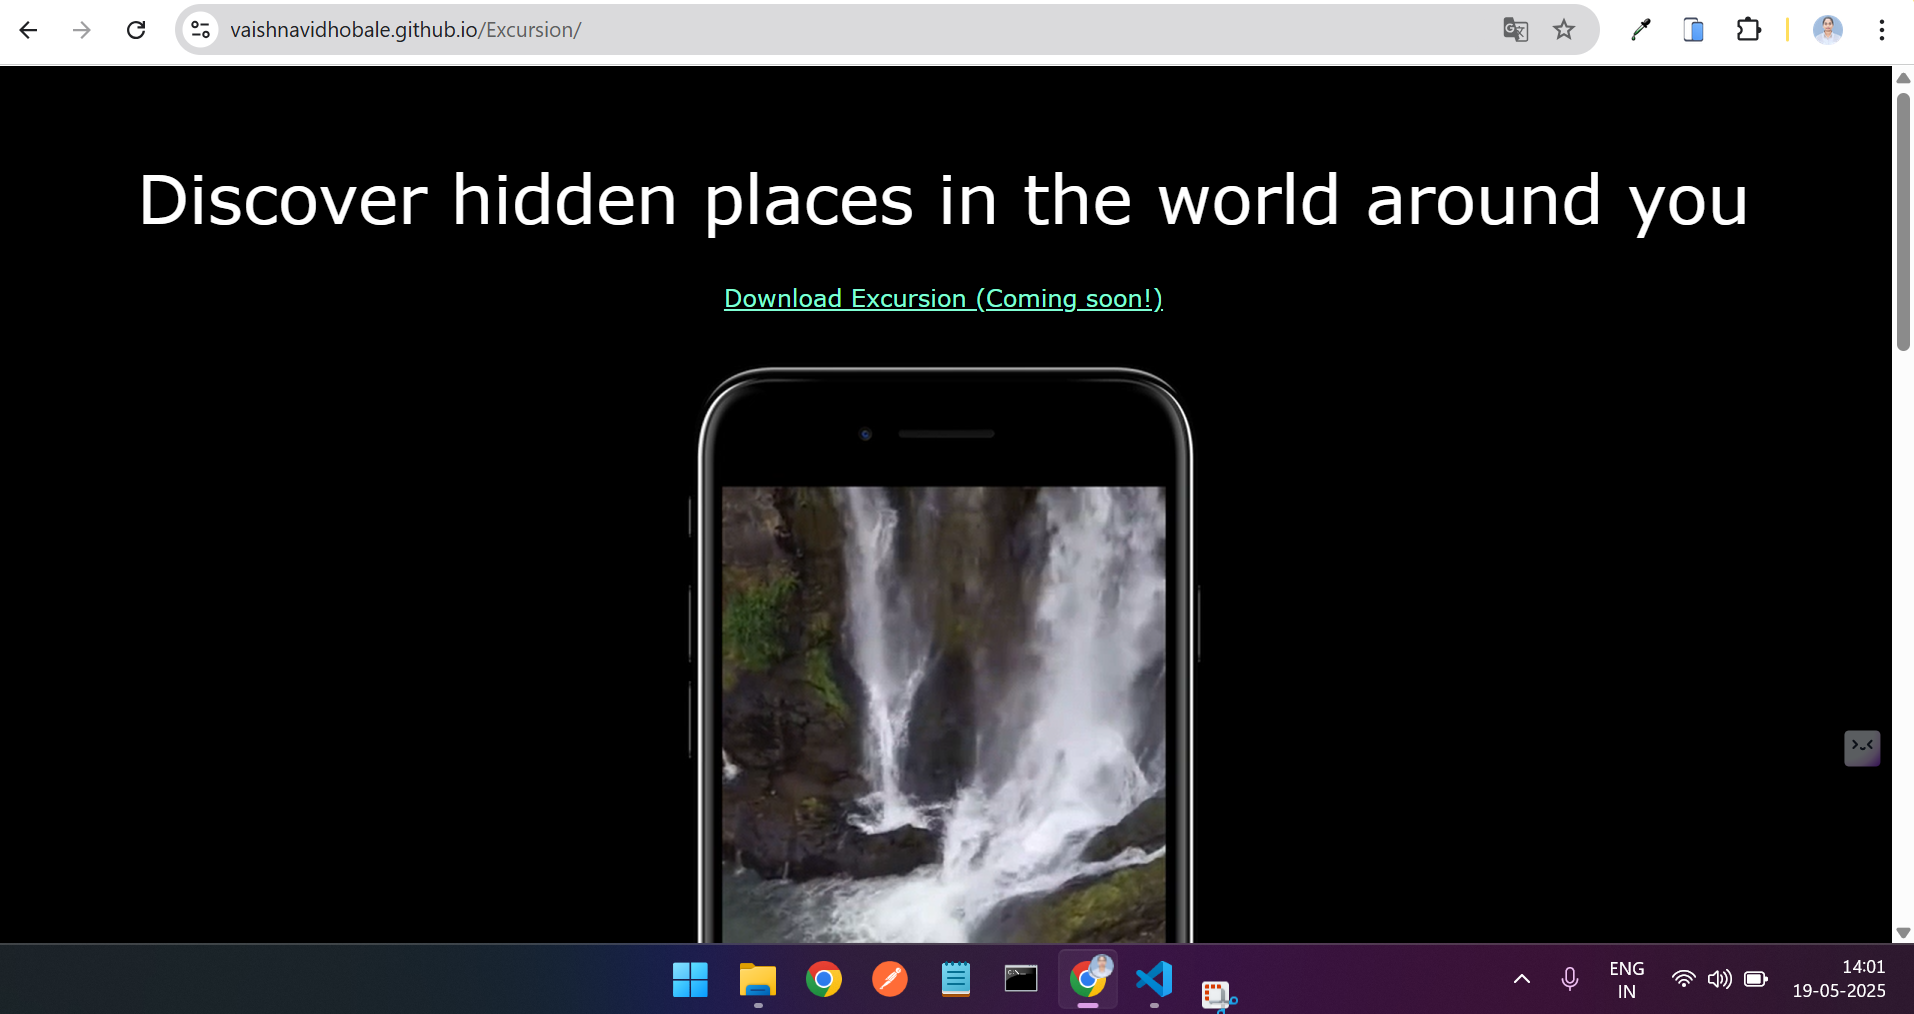 vaishnavidhobale.github.io/Excursion/
Discover hidden places in the world around you
Download Excursion (Coming soon!)
ENG
IN
14:01
19-05-2025